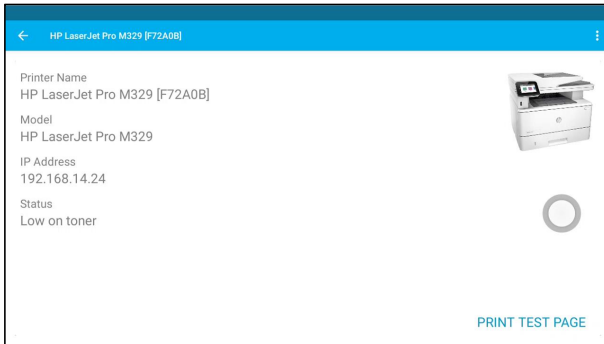 HP LaserJet Pro M329 [F72A0B]
Printer Name
HP LaserJet Pro M329 [F72A0B]
Model
HP LaserJet Pro M329
IP Address
192.168.14.24
Status
Low on toner
PRINT TEST PAGE